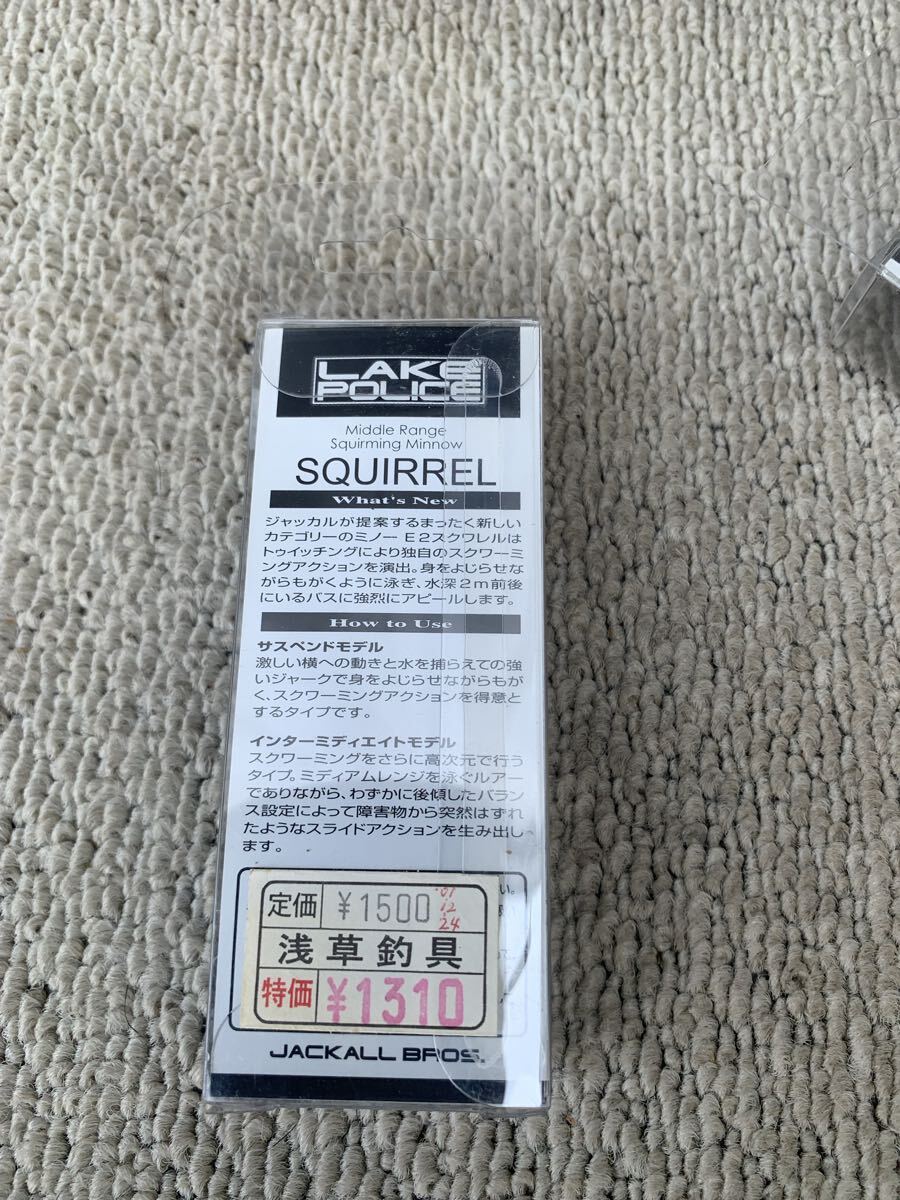 LAKE
POLICE
Middle Range
Squirming Minnow
SQUIRREL
What's New
ジャッカルが提案するまったく新しい
カテゴリーのミノー E2スクワレルは
トゥイッチングにより独自のスクワーミ
ングアクションを演出。身をよじらせな
がらもがくように泳ぎ、水深2m前後
にいるバスに強烈にアピールします。
How to Use
サスペンドモデル
激しい横への動きと水を捕らえての強
いジャークで身をよじらせながらもが
く、スクワーミングアクションを得意と
するタイプです。
インターミディエイトモデル
スクワーミングをさらに高次元で行う
タイプ。ミディアムレンジを泳ぐルアー
でありながら、わずかに後傾したバラン
ス設定によって障害物から突然はずれ
たようなスライドアクションを生み出し
ます。
定価 ¥1500 '01 12 24
浅草釣具
特価 ¥1310
JACKALL BROS.